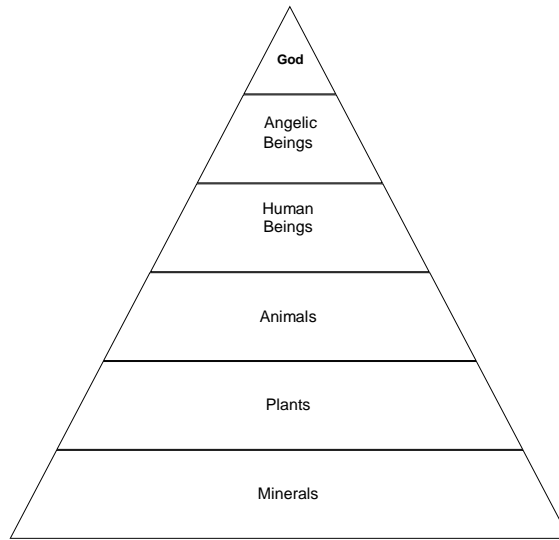 God
Angelic
Beings
Human
Beings
Animals
Plants
Minerals